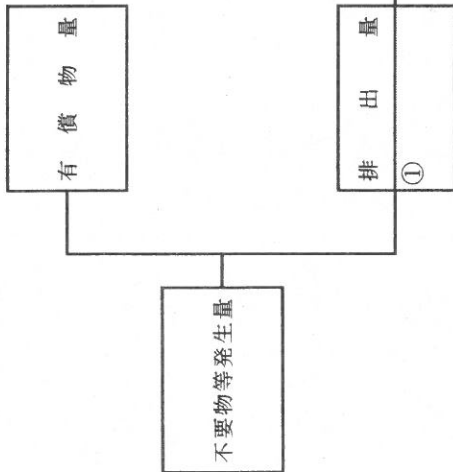 不要物等発生量
有償物量
排出量
①